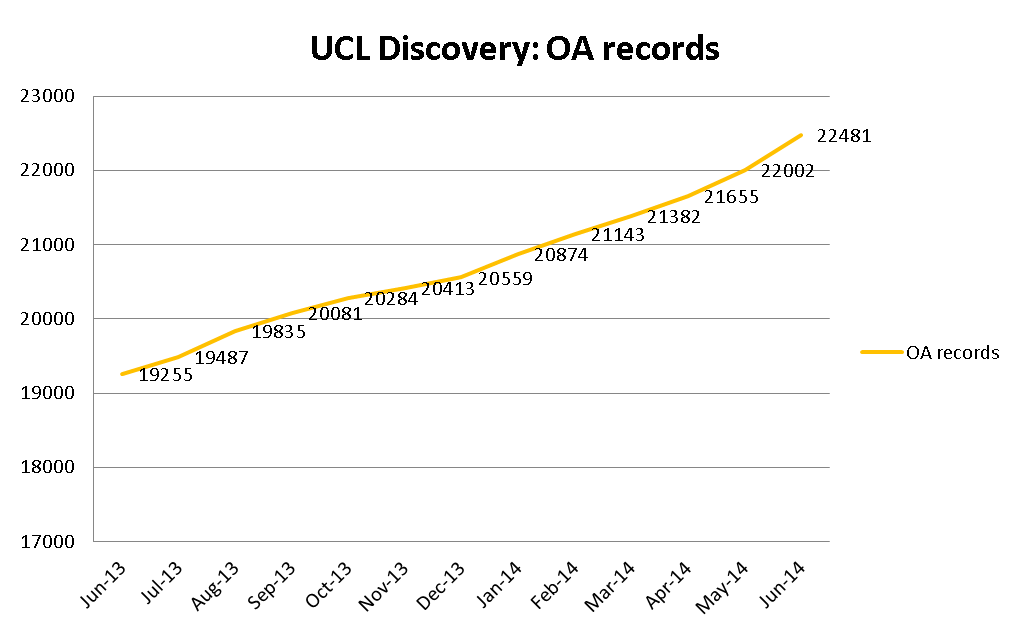 UCL Discovery: OA records
23000
22000
21000
20000
19000
18000
17000
19255
19487
19835
20081
20284
20413
20559
20874
21143
21382
21655
22002
22481
OA records
Jun-13
Jul-13
Aug-13
Sep-13
Oct-13
Nov-13
Dec-13
Jan-14
Feb-14
Mar-14
Apr-14
May-14
Jun-14